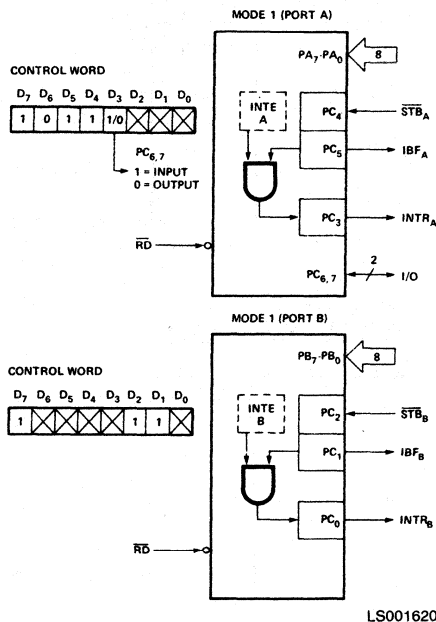 MODE 1 (PORT A)
PA7-PA0
8
CONTROL WORD
D7 D6 D5 D4 D3 D2 D1 D0
1 0 1 1 1/0
PC6,7
1 = INPUT
0 = OUTPUT
INTE
A
PC4
STBA
PC5
IBFA
PC3
INTRA
RD
PC6,7
2
I/O
MODE 1 (PORT B)
PB7-PB0
8
CONTROL WORD
D7 D6 D5 D4 D3 D2 D1 D0
1 1 1
INTE
B
PC2
STBB
PC1
IBFB
PC0
INTRB
RD
LS001620